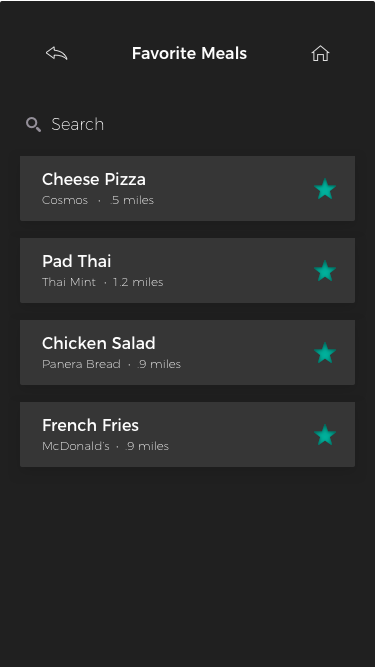 Favorite Meals
Search
Cheese Pizza
Cosmos · .5 miles
Pad Thai
Thai Mint · 1.2 miles
Chicken Salad
Panera Bread · .9 miles
French Fries
McDonald's · .9 miles